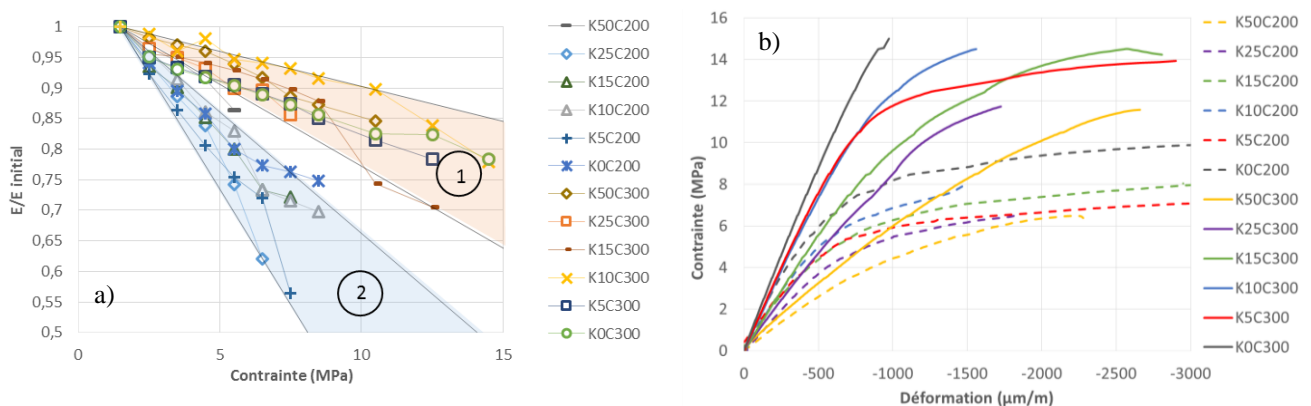 E/E initial
1
0,95
0,9
0,85
0,8
0,75
0,7
0,65
0,6
0,55
0,5
0
5
10
15
Contrainte (MPa)
a)
1
2
K50C200
K25C200
K15C200
K10C200
K5C200
K0C200
K50C300
K25C300
K15C300
K10C300
K5C300
K0C300
b)
Contrainte (MPa)
16
14
12
10
8
6
4
2
0
0
-500
-1000
-1500
-2000
-2500
-3000
Déformation (µm/m)
K50C200
K25C200
K15C200
K10C200
K5C200
K0C200
K50C300
K25C300
K15C300
K10C300
K5C300
K0C300